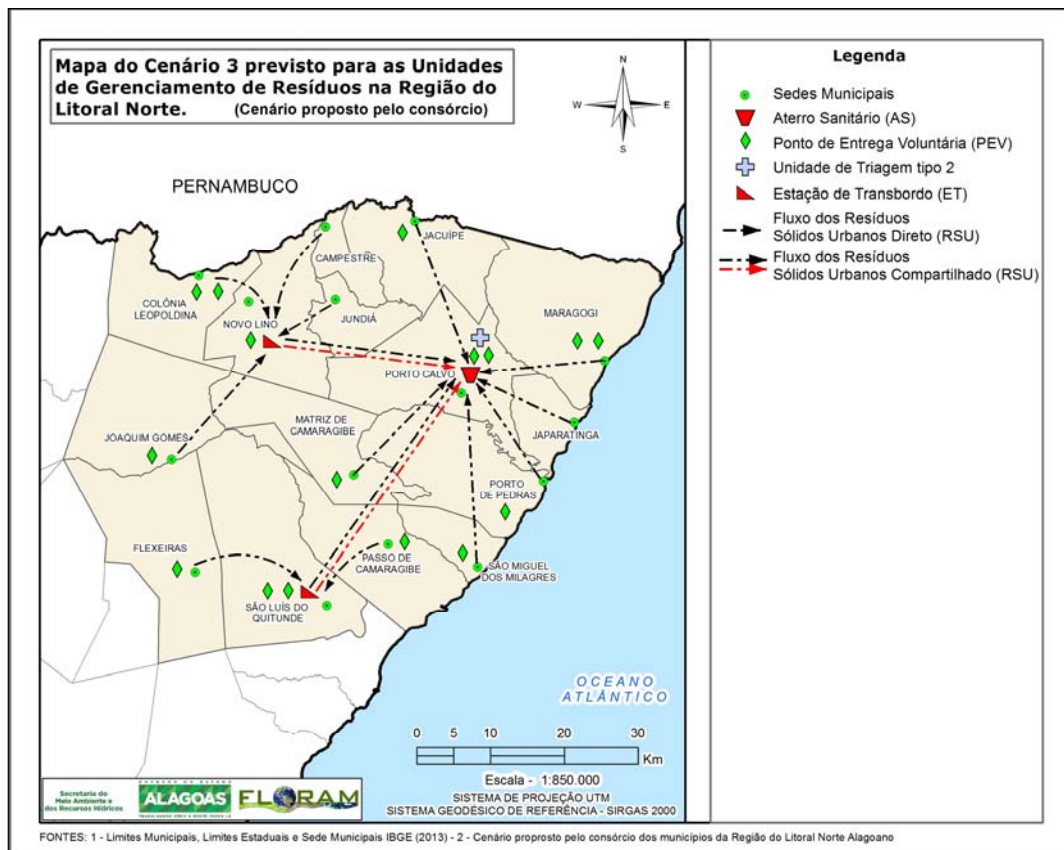 Mapa do Cenário 3 previsto para as Unidades
de Gerenciamento de Resíduos na Região do
Litoral Norte. (Cenário proposto pelo consórcio)
N
W
E
S
Legenda
Sedes Municipais
Aterro Sanitário (AS)
Ponto de Entrega Voluntária (PEV)
Unidade de Triagem tipo 2
Estação de Transbordo (ET)
Fluxo dos Resíduos
Sólidos Urbanos Direto (RSU)
Fluxo dos Resíduos
Sólidos Urbanos Compartilhado (RSU)
PERNAMBUCO
JACUÍPE
CAMPESTRE
COLÔNIA
LEOPOLDINA
NOVO LINO
JUNDIÁ
MARAGOGI
PORTO CALVO
MATRIZ DE
CAMARAGIBE
JAPARATINGA
JOAQUIM GOMES
PORTO
DE PEDRAS
FLEXEIRAS
PASSO DE
CAMARAGIBE
SÃO MIGUEL
DOS MILAGRES
SÃO LUÍS DO
QUITUNDE
OCEANO
ATLÂNTICO
0 5 10 20 30
Km
Escala - 1:850.000
SISTEMA DE PROJEÇÃO UTM
SISTEMA GEODÉSICO DE REFERÊNCIA - SIRGAS 2000
Secretaria do
Meio Ambiente e
dos Recursos Hídricos
ALAGOAS
FLORAM
FONTES: 1 - Limites Municipais, Limites Estaduais e Sede Municipais IBGE (2013) - 2 - Cenário proprosto pelo consórcio dos municípios da Região do Litoral Norte Alagoano